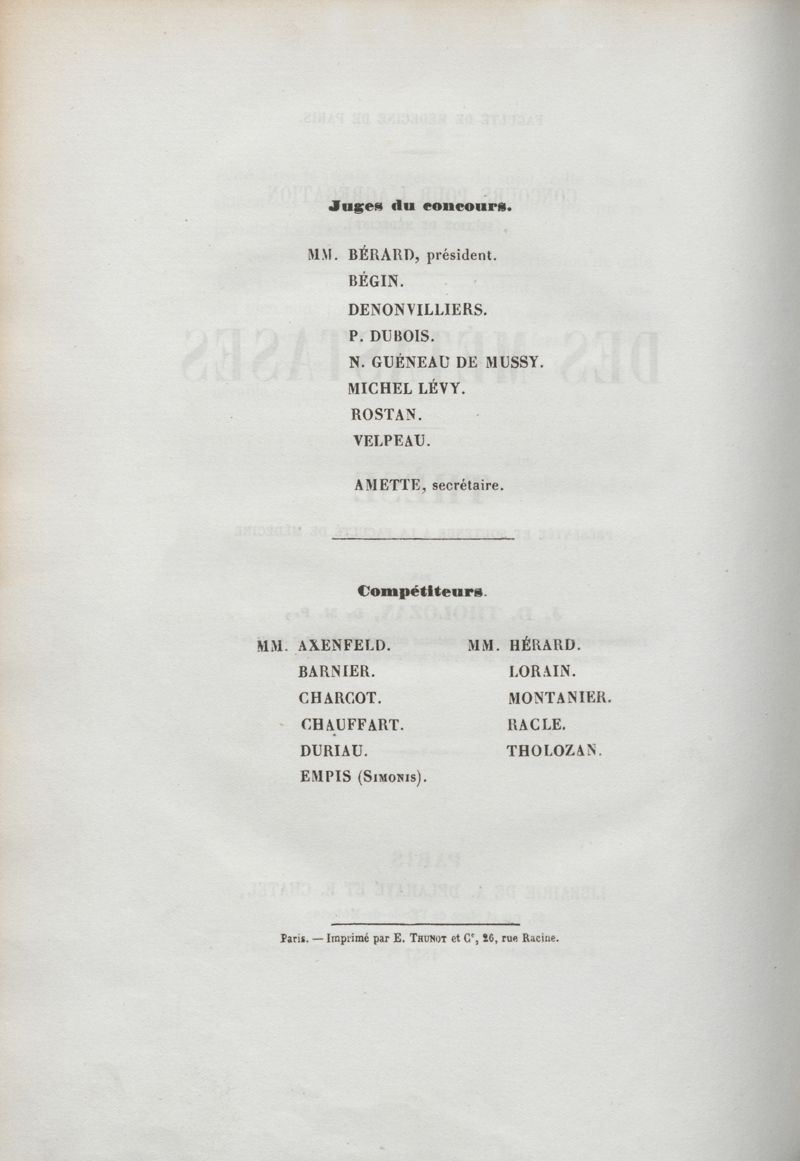 Juges du concours.
MM. BÉRARD, président.
BÉGIN.
DENONVILLIERS.
P. DUBOIS.
N. GUÉNEAU DE MUSSY.
MICHEL LÉVY.
ROSTAN.
VELPEAU.
AMETTE, secrétaire.
Compétiteurs.
MM. AXENFELD.
BARNIER.
CHARCOT.
CHAUFFART.
DURIAU.
EMPIS (SIMONIS).
MM. HÉRARD.
LORAIN.
MONTANIER.
RACLE.
THOLOZAN.
Paris. — Imprimé par E. THUNOT et Cᵉ, 26, rue Racine.